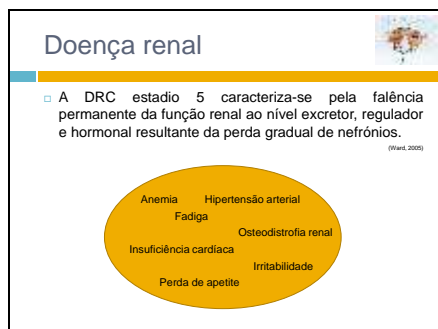 Doença renal
A DRC estadio 5 caracteriza-se pela falência
permanente da função renal ao nível excretor, regulador
e hormonal resultante da perda gradual de nefrónios.
(Ward, 2005)
Anemia Hipertensão arterial
Fadiga
Osteodistrofia renal
Insuficiência cardíaca
Irritabilidade
Perda de apetite